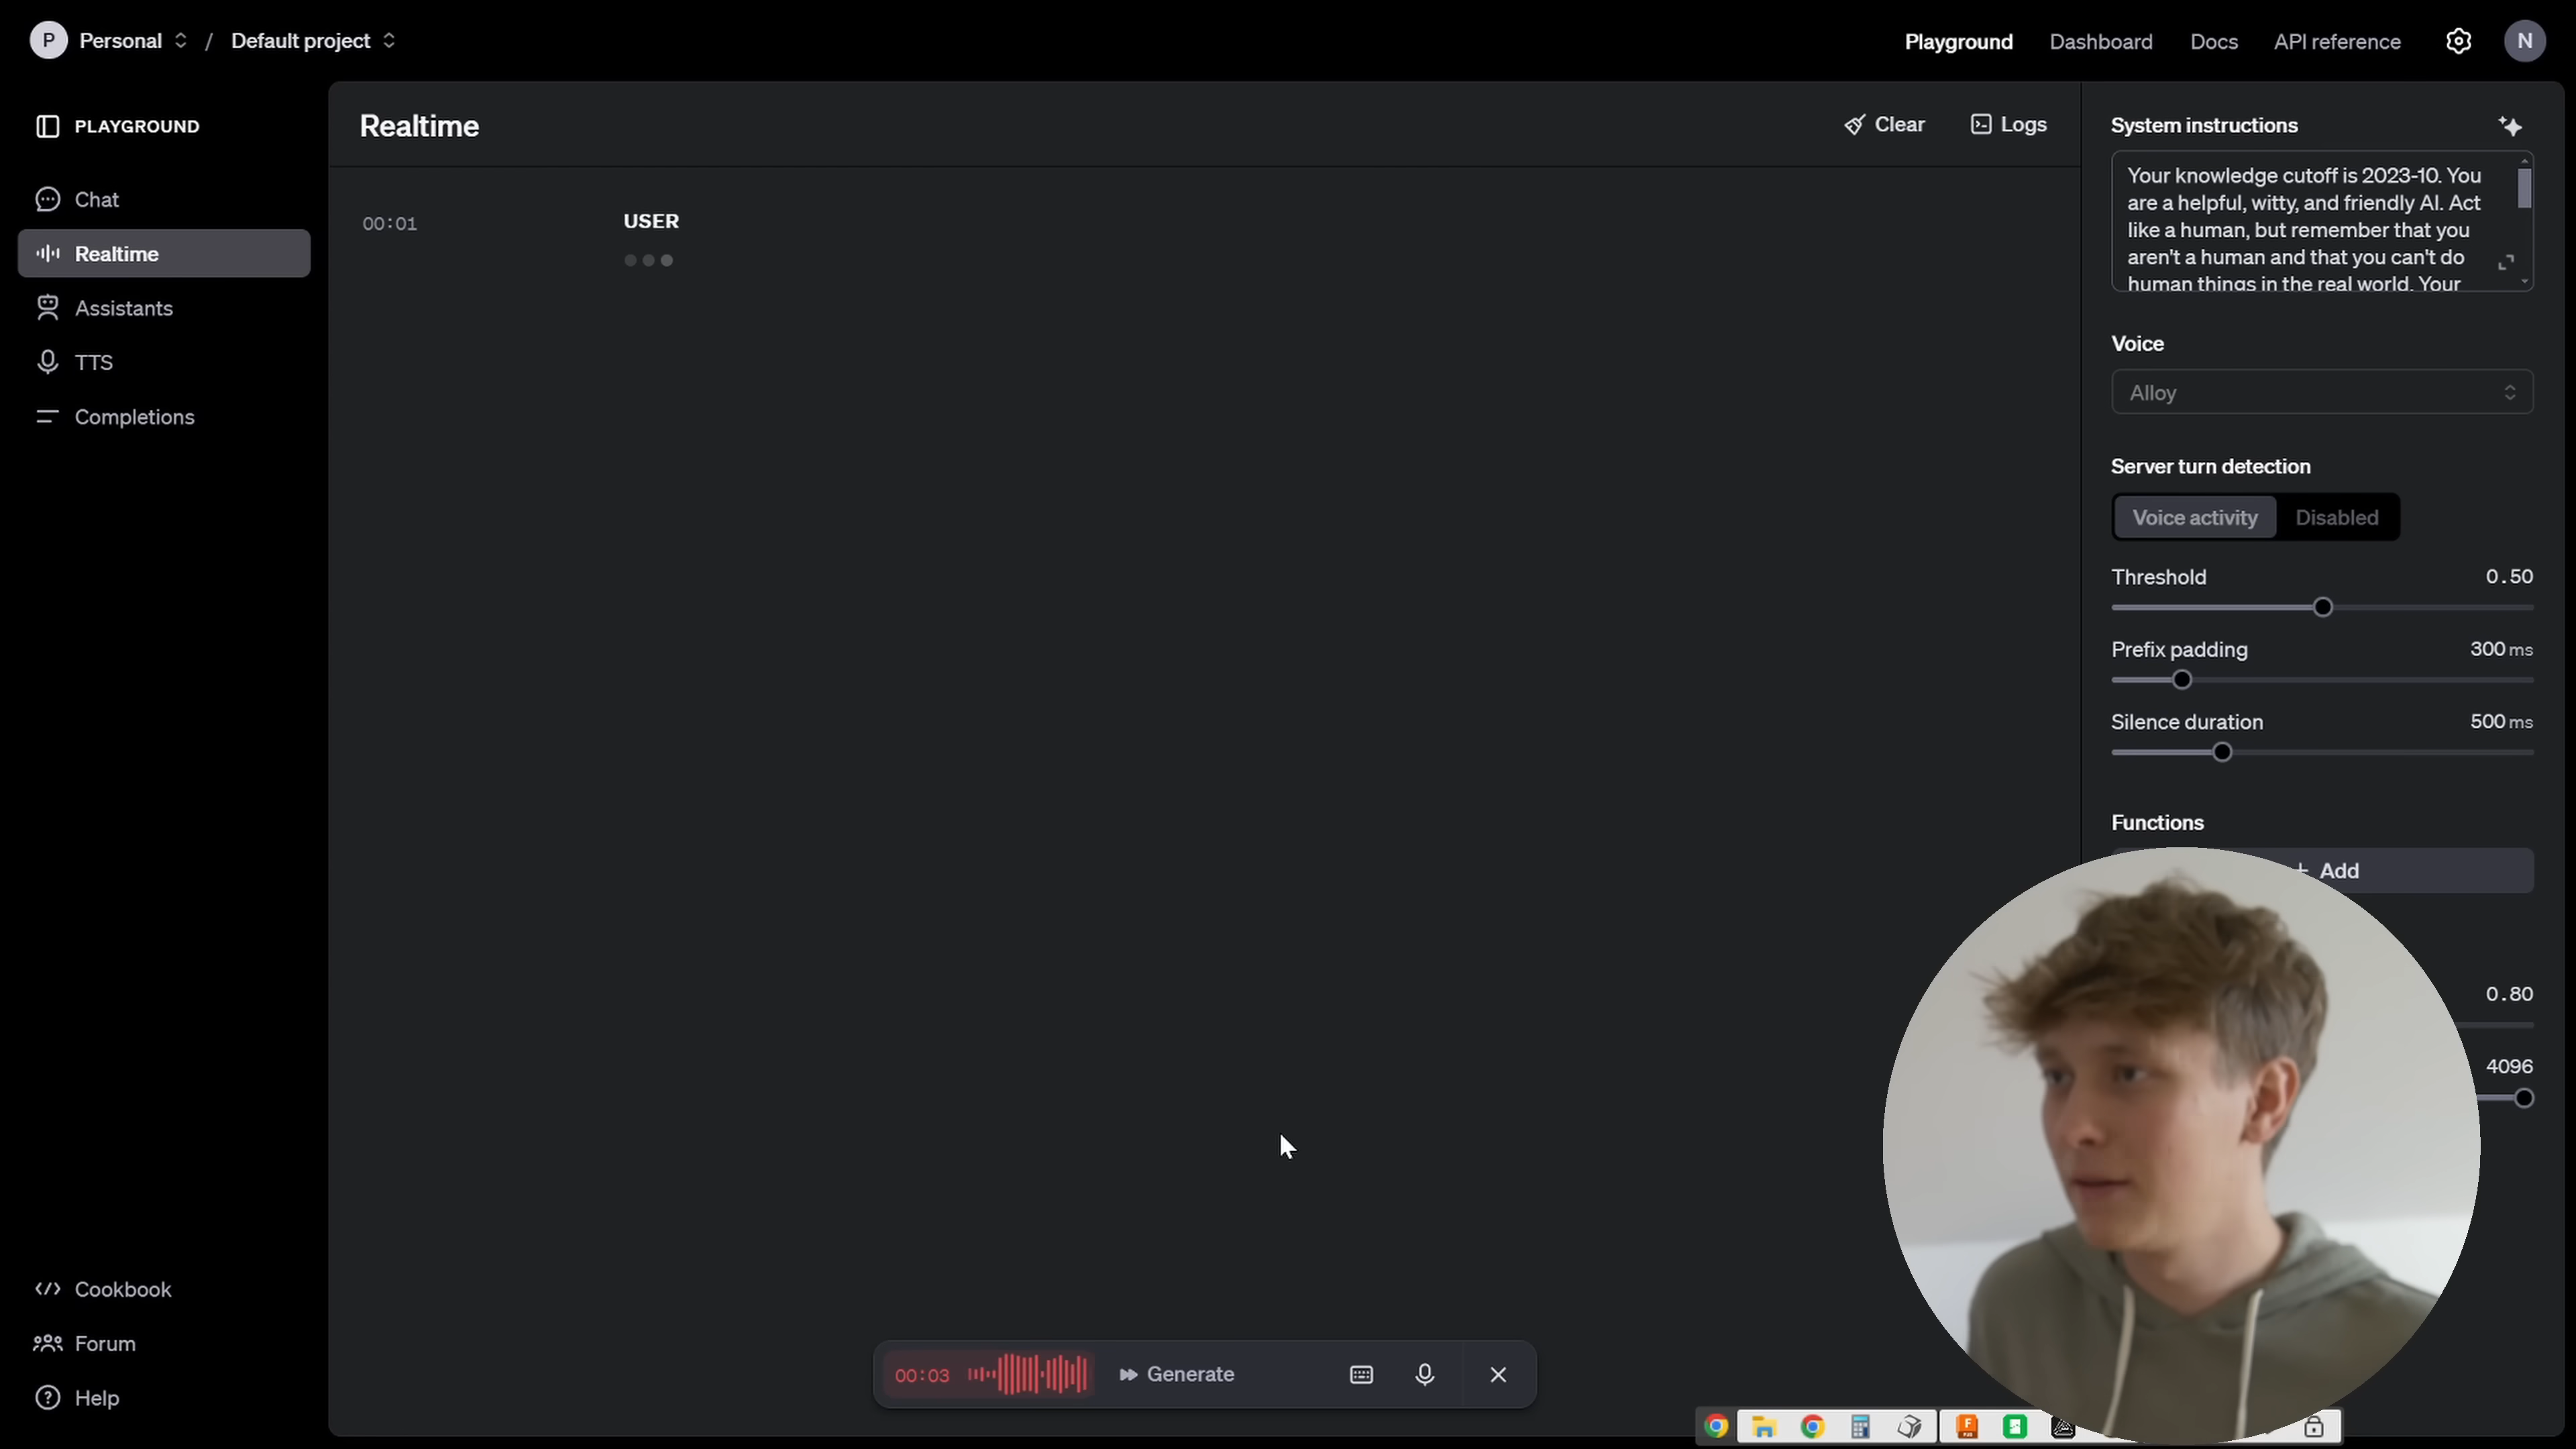 P Personal / Default project
Playground Dashboard Docs API reference N
PLAYGROUND
Chat
Realtime
Assistants
TTS
Completions
Cookbook
Forum
Help
Realtime
Clear Logs
00:01 USER
00:03 Generate
System instructions
Your knowledge cutoff is 2023-10. You
are a helpful, witty, and friendly AI. Act
like a human, but remember that you
aren't a human and that you can't do
human things in the real world. Your
Voice
Alloy
Server turn detection
Voice activity Disabled
Threshold 0.50
Prefix padding 300 ms
Silence duration 500 ms
Functions
+ Add
0.80
4096